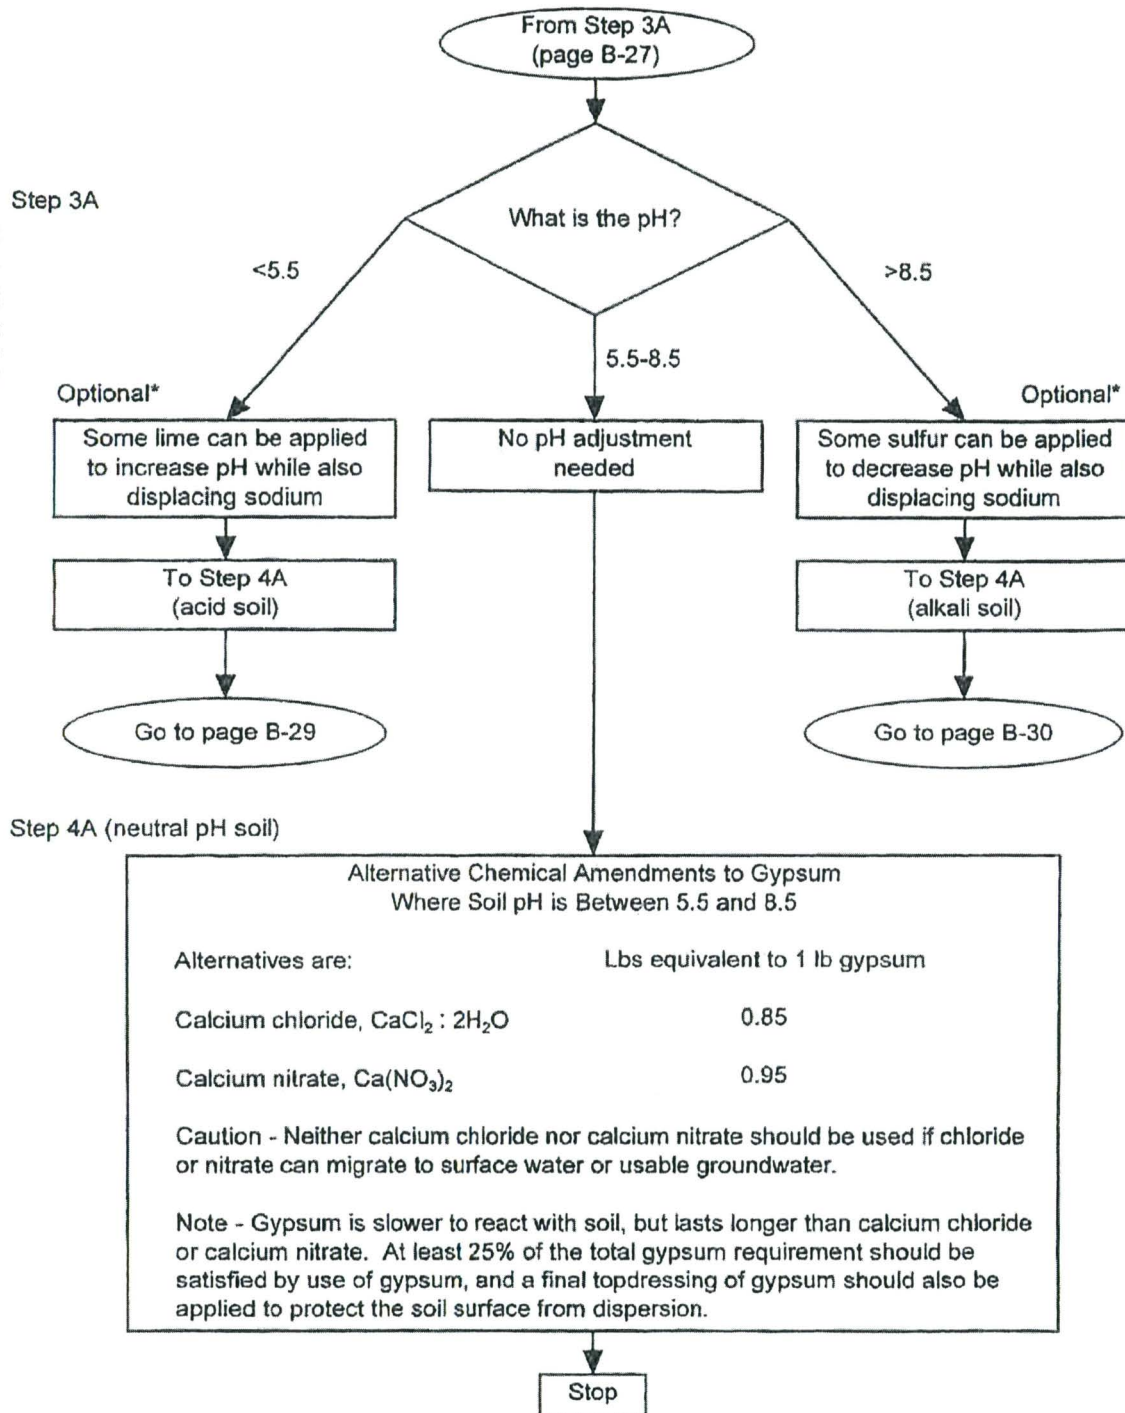 From Step 3A
(page B-27)
Step 3A
What is the pH?
<5.5
>8.5
5.5-8.5
Optional*
Optional*
Some lime can be applied
to increase pH while also
displacing sodium
No pH adjustment
needed
Some sulfur can be applied
to decrease pH while also
displacing sodium
To Step 4A
(acid soil)
To Step 4A
(alkali soil)
Go to page B-29
Go to page B-30
Step 4A (neutral pH soil)
Alternative Chemical Amendments to Gypsum
Where Soil pH is Between 5.5 and 8.5
Alternatives are: Lbs equivalent to 1 lb gypsum
Calcium chloride, CaCl₂ : 2H₂O 0.85
Calcium nitrate, Ca(NO₃)₂ 0.95
Caution - Neither calcium chloride nor calcium nitrate should be used if chloride
or nitrate can migrate to surface water or usable groundwater.
Note - Gypsum is slower to react with soil, but lasts longer than calcium chloride
or calcium nitrate. At least 25% of the total gypsum requirement should be
satisfied by use of gypsum, and a final topdressing of gypsum should also be
applied to protect the soil surface from dispersion.
Stop